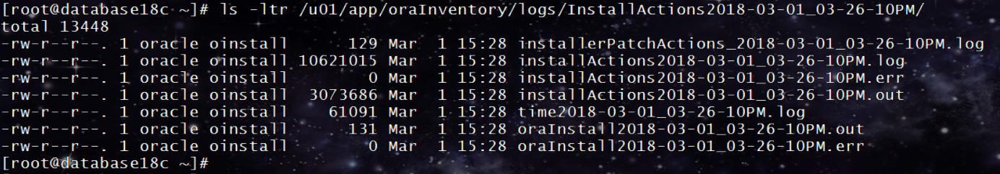 [root@database18c ~]# ls -ltr /u01/app/oraInventory/logs/InstallActions2018-03-01_03-26-10PM/
total 13448
-rw-r--r--. 1 oracle oinstall      129 Mar  1 15:28 installerPatchActions_2018-03-01_03-26-10PM.log
-rw-r--r--. 1 oracle oinstall 10621015 Mar  1 15:28 installActions2018-03-01_03-26-10PM.log
-rw-r--r--. 1 oracle oinstall        0 Mar  1 15:28 installActions2018-03-01_03-26-10PM.err
-rw-r--r--. 1 oracle oinstall  3073686 Mar  1 15:28 installActions2018-03-01_03-26-10PM.out
-rw-r--r--. 1 oracle oinstall    61091 Mar  1 15:28 time2018-03-01_03-26-10PM.log
-rw-r--r--. 1 oracle oinstall      131 Mar  1 15:28 oraInstall2018-03-01_03-26-10PM.out
-rw-r--r--. 1 oracle oinstall        0 Mar  1 15:28 oraInstall2018-03-01_03-26-10PM.err
[root@database18c ~]#